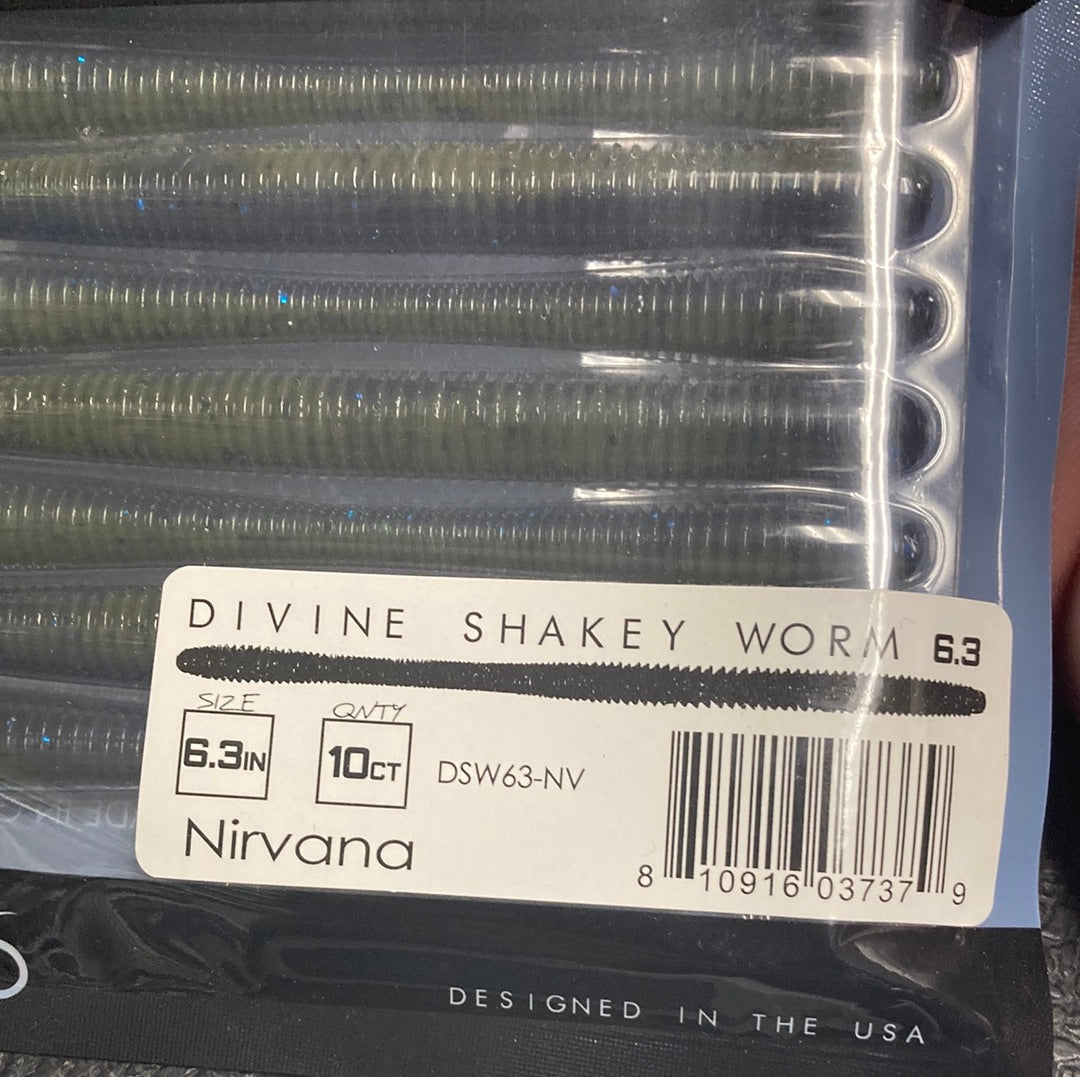 DIVINE SHAKEY WORM 6.3
SIZE QNTY
6.3IN 10CT DSW63-NV
Nirvana
8 10916 03737 9
DESIGNED IN THE USA